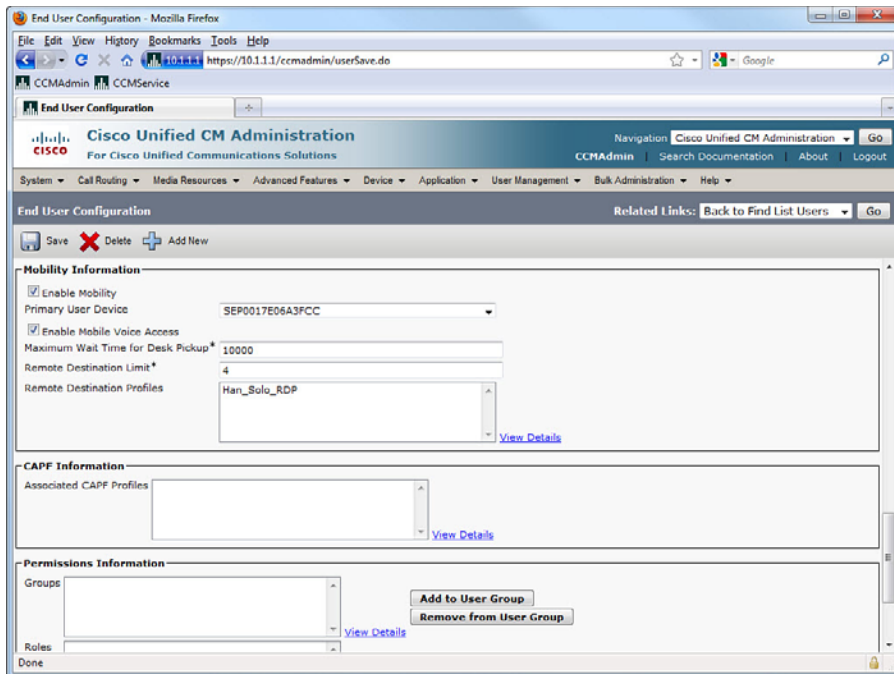 End User Configuration - Mozilla Firefox
File Edit View History Bookmarks Tools Help
10.1.1.1 https://10.1.1.1/ccmadmin/userSave.do Google
CCMAdmin CCMService
End User Configuration
Cisco Unified CM Administration Navigation Cisco Unified CM Administration Go
CISCO For Cisco Unified Communications Solutions CCMAdmin | Search Documentation | About | Logout
System Call Routing Media Resources Advanced Features Device Application User Management Bulk Administration Help
End User Configuration Related Links: Back to Find List Users Go
Save Delete Add New
Mobility Information
Enable Mobility
Primary User Device SEP0017E06A3FCC
Enable Mobile Voice Access
Maximum Wait Time for Desk Pickup* 10000
Remote Destination Limit* 4
Remote Destination Profiles Han_Solo_RDP
View Details
CAPF Information
Associated CAPF Profiles
View Details
Permissions Information
Groups
Add to User Group
Remove from User Group
View Details
Roles
Done